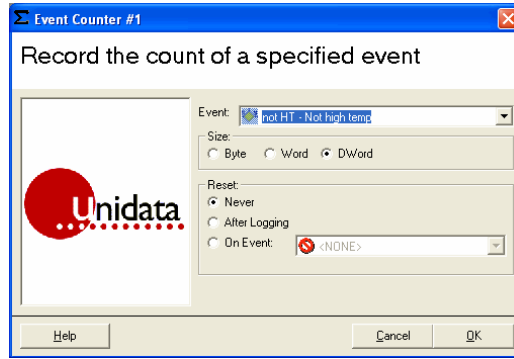 Event Counter #1
Record the count of a specified event
Event: not HT - Not high temp
Size:
Byte Word DWord
Reset:
Never
After Logging
On Event: <NONE>
Unidata
Help Cancel OK